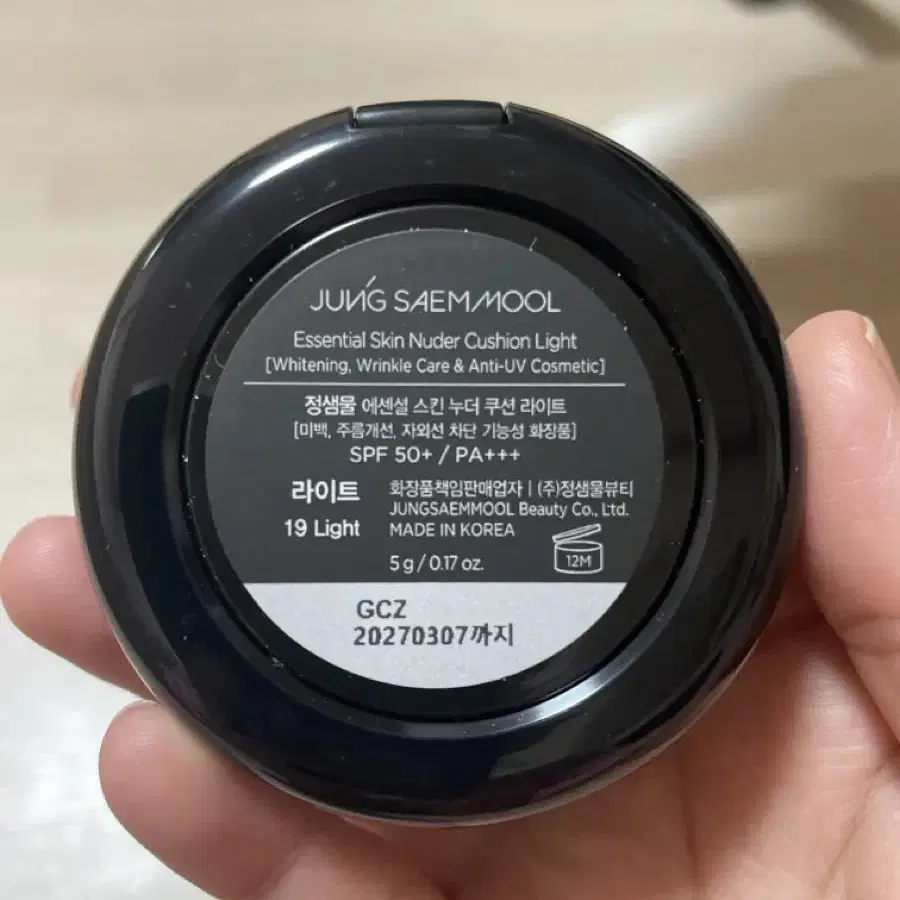 JUNG SAEMMOOL
Essential Skin Nuder Cushion Light
[Whitening, Wrinkle Care & Anti-UV Cosmetic]
정샘물 에센셜 스킨 누더 쿠션 라이트
[미백, 주름개선, 자외선 차단 기능성 화장품]
SPF 50+ / PA+++
라이트
19 Light
화장품책임판매업자 | (주)정샘물뷰티
JUNGSAEMMOOL Beauty Co., Ltd.
MADE IN KOREA
5 g / 0.17 oz.
12M
GCZ
20270307까지